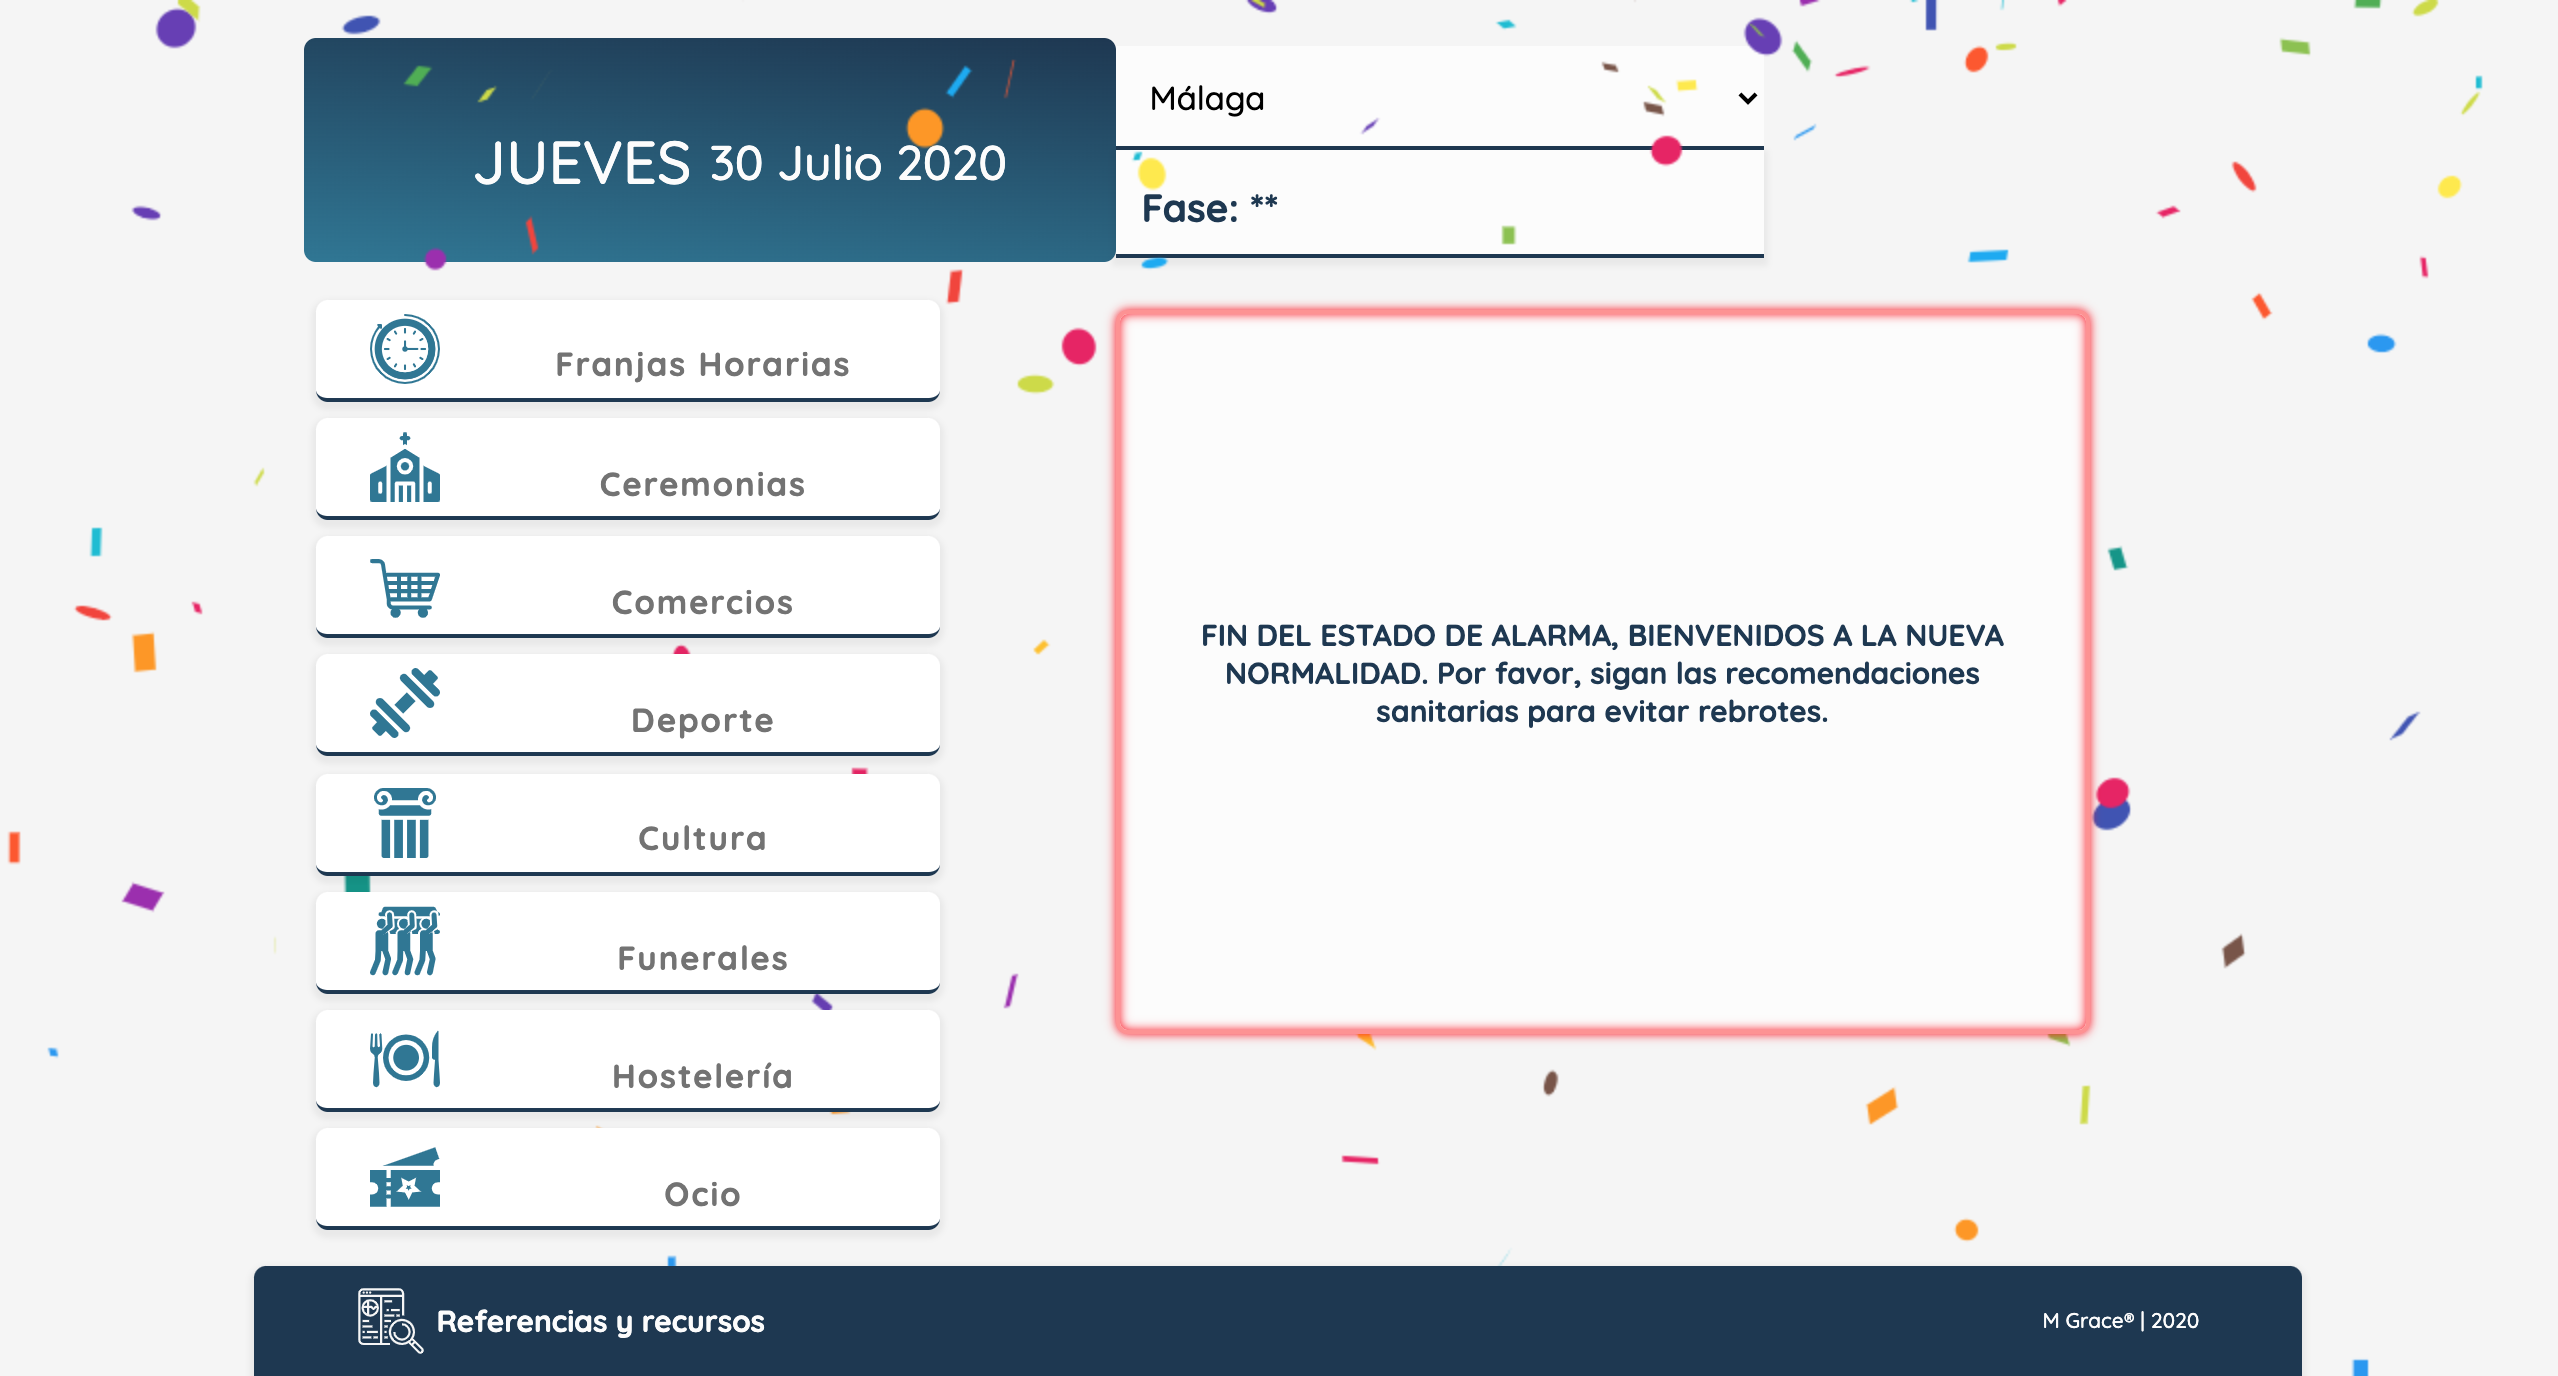 JUEVES 30 Julio 2020
Málaga
Fase: **
Franjas Horarias
Ceremonias
Comercios
Deporte
Cultura
Funerales
Hostelería
Ocio
FIN DEL ESTADO DE ALARMA, BIENVENIDOS A LA NUEVA
NORMALIDAD. Por favor, sigan las recomendaciones
sanitarias para evitar rebrotes.
Referencias y recursos
M Grace® | 2020